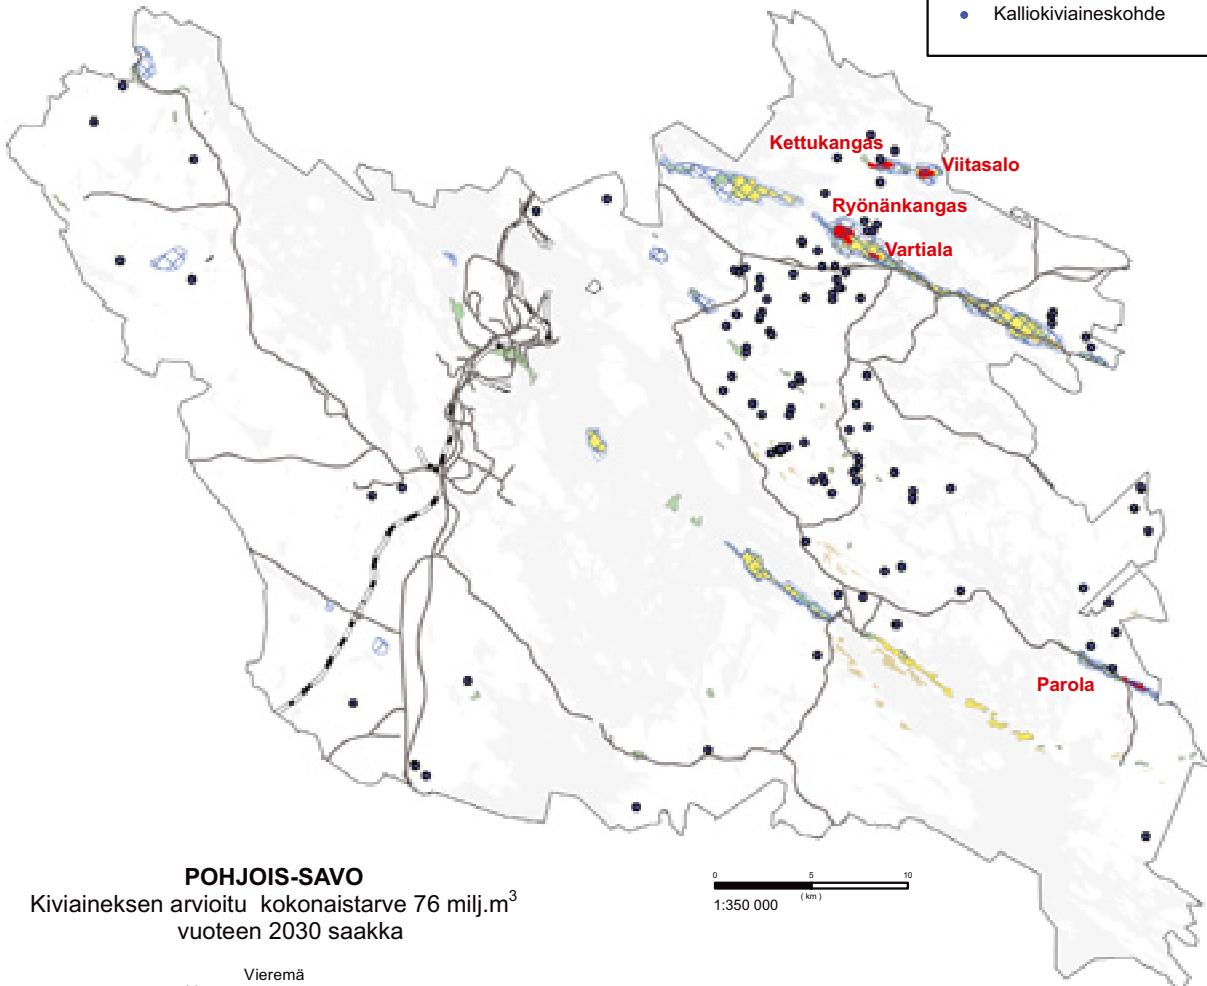 Kalliokiviaineskohde
Kettukangas
Viitasalo
Ryönänkangas
Vartiala
Parola
POHJOIS-SAVO
Kiviaineksen arvioitu kokonaistarve 76 milj.m³
vuoteen 2030 saakka
0 5 10
(km)
1:350 000
Vieremä